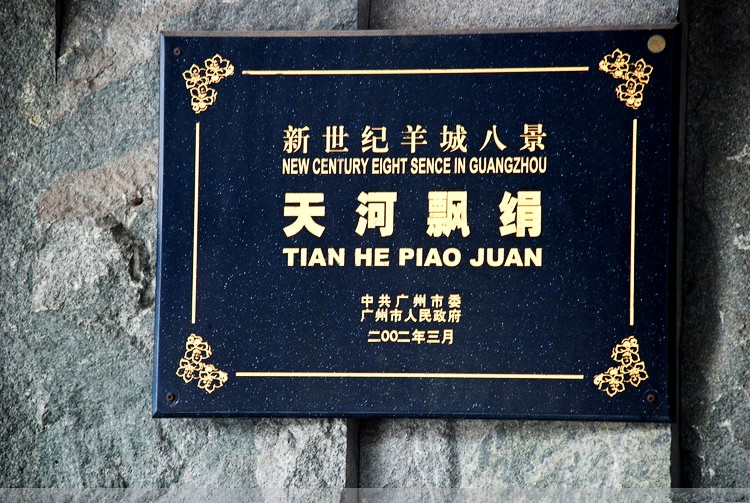 新世纪羊城八景
NEW CENTURY EIGHT SENCE IN GUANGZHOU
天河飘绢
TIAN HE PIAO JUAN
中共广州市委
广州市人民政府
二00二年三月